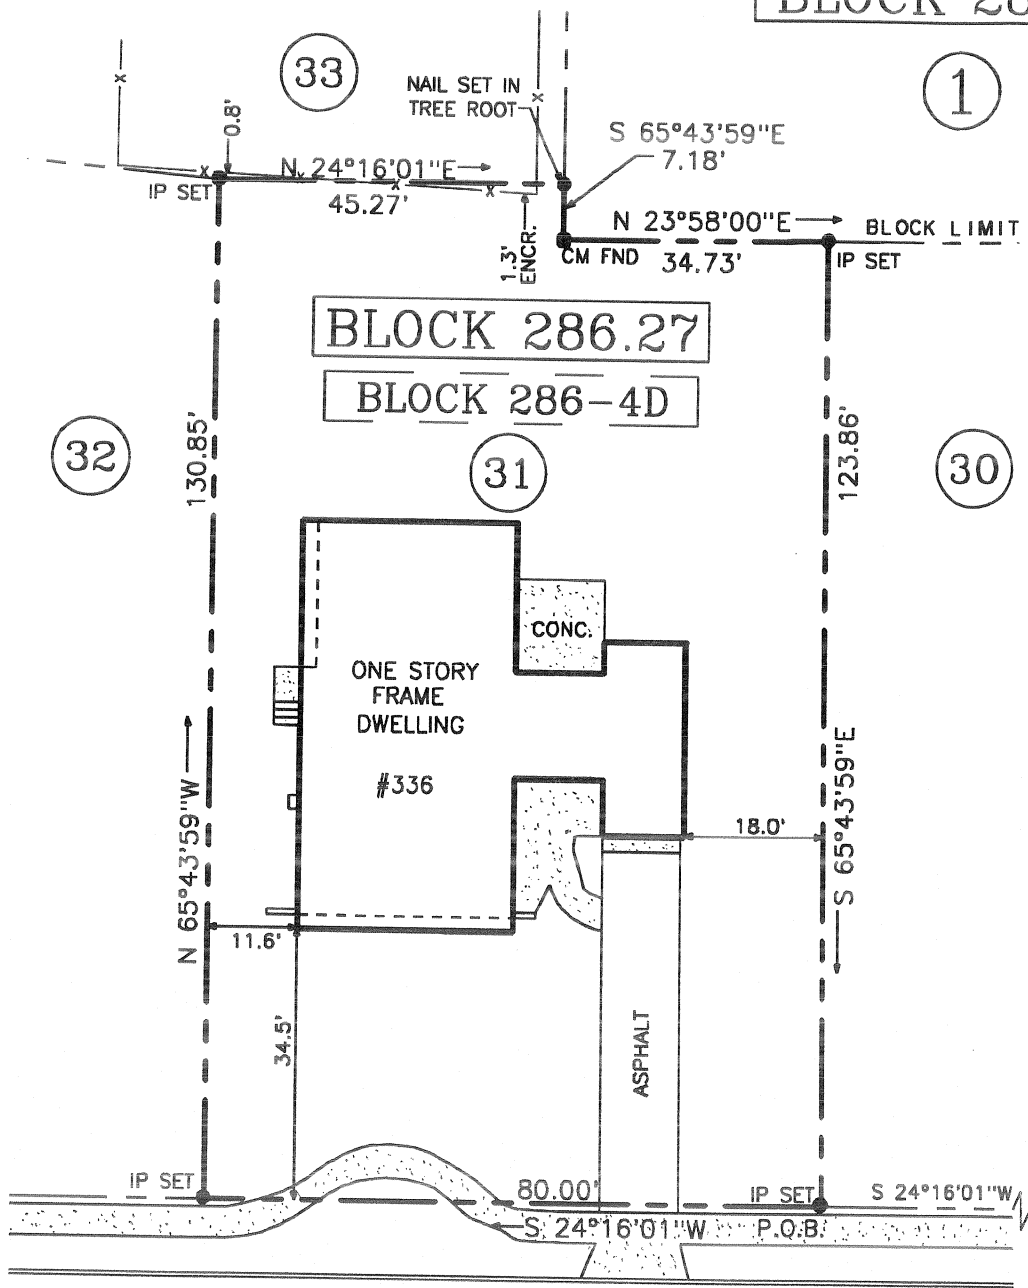 BLOCK 28
33
1
NAIL SET IN
TREE ROOT
0.8'
S 65°43'59"E
7.18'
N 24°16'01"E
IP SET
45.27'
N 23°58'00"E
BLOCK LIMIT
1.3'
ENCR.
CM FND
34.73'
IP SET
BLOCK 286.27
BLOCK 286-4D
130.85'
123.86'
32
31
30
CONC.
ONE STORY
FRAME
DWELLING
#336
N 65°43'59"W
S 65°43'59"E
18.0'
11.6'
34.5'
ASPHALT
IP SET
80.00'
IP SET
S 24°16'01"W
S 24°16'01"W
P.O.B.